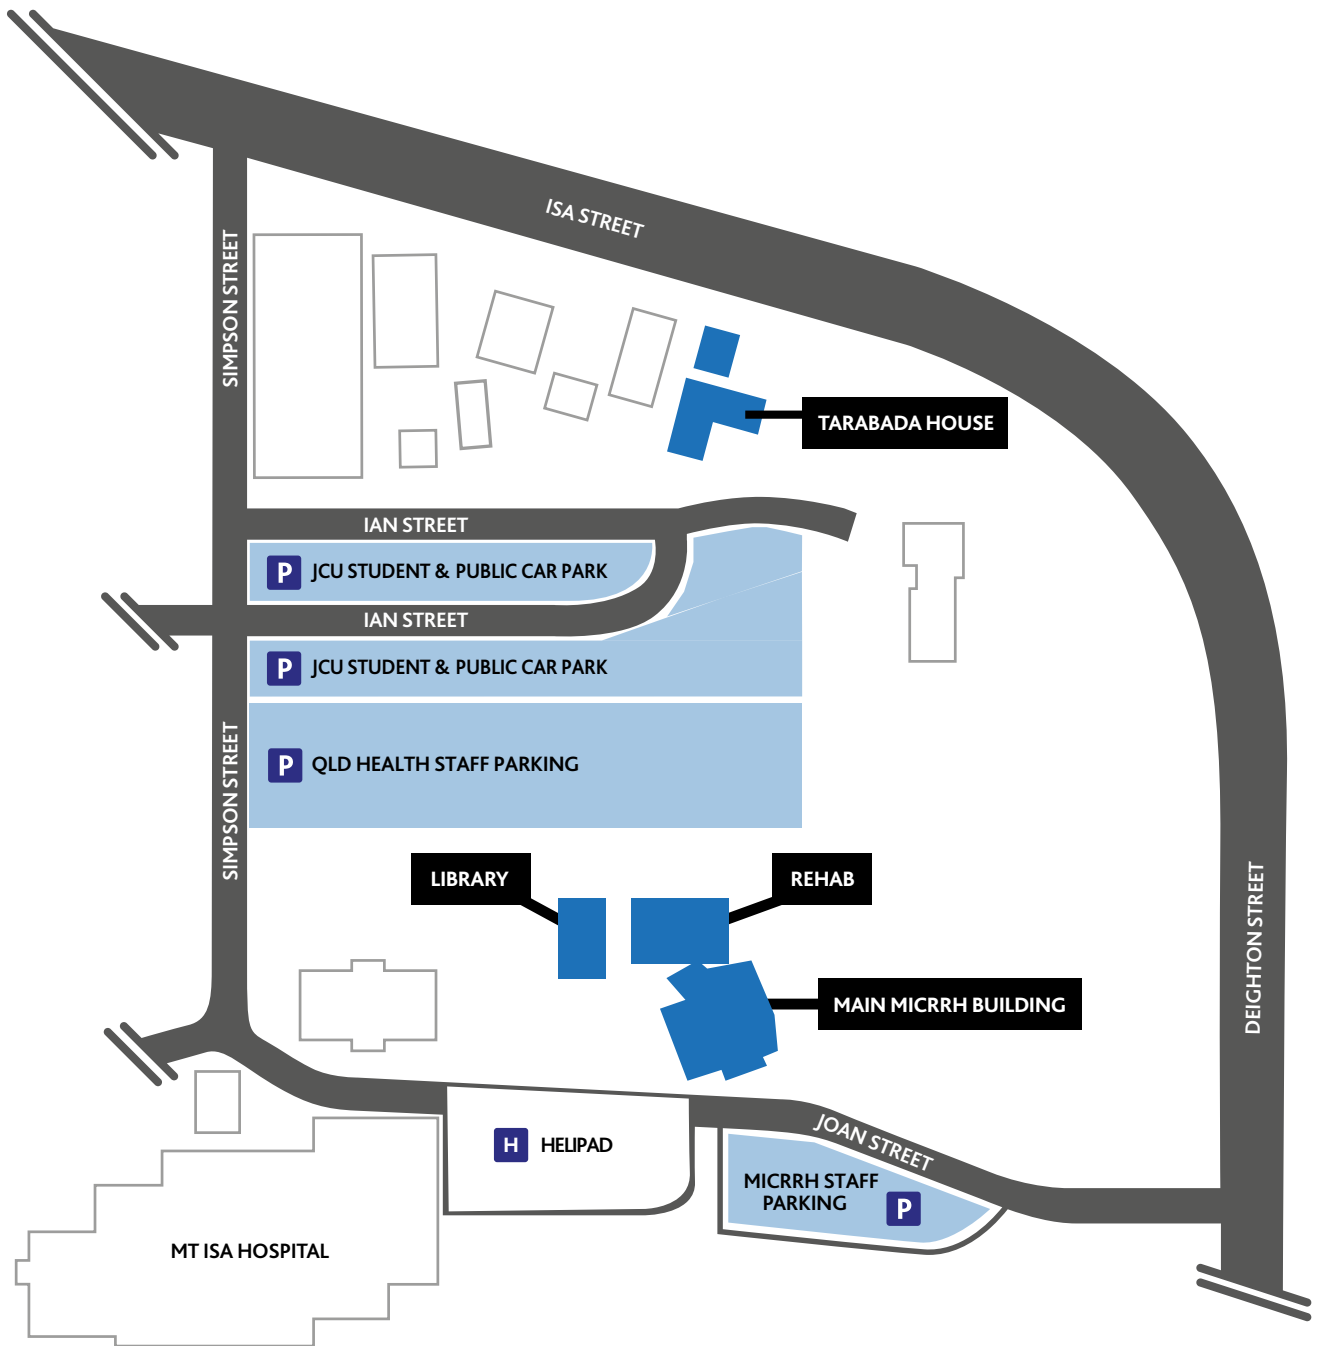 ISA STREET
SIMPSON STREET
TARABADA HOUSE
IAN STREET
P JCU STUDENT & PUBLIC CAR PARK
IAN STREET
P JCU STUDENT & PUBLIC CAR PARK
P QLD HEALTH STAFF PARKING
SIMPSON STREET
LIBRARY
REHAB
DEIGHTON STREET
MAIN MICRRH BUILDING
JOAN STREET
H HELIPAD
MICRRH STAFF
PARKING P
MT ISA HOSPITAL